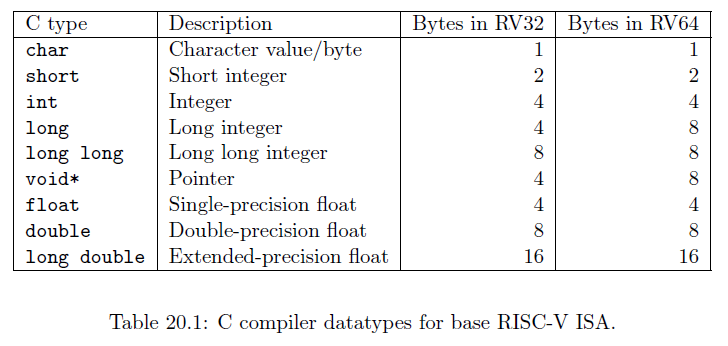 C type Description Bytes in RV32 Bytes in RV64
char Character value/byte 1 1
short Short integer 2 2
int Integer 4 4
long Long integer 4 8
long long Long long integer 8 8
void* Pointer 4 8
float Single-precision float 4 4
double Double-precision float 8 8
long double Extended-precision float 16 16
Table 20.1: C compiler datatypes for base RISC-V ISA.